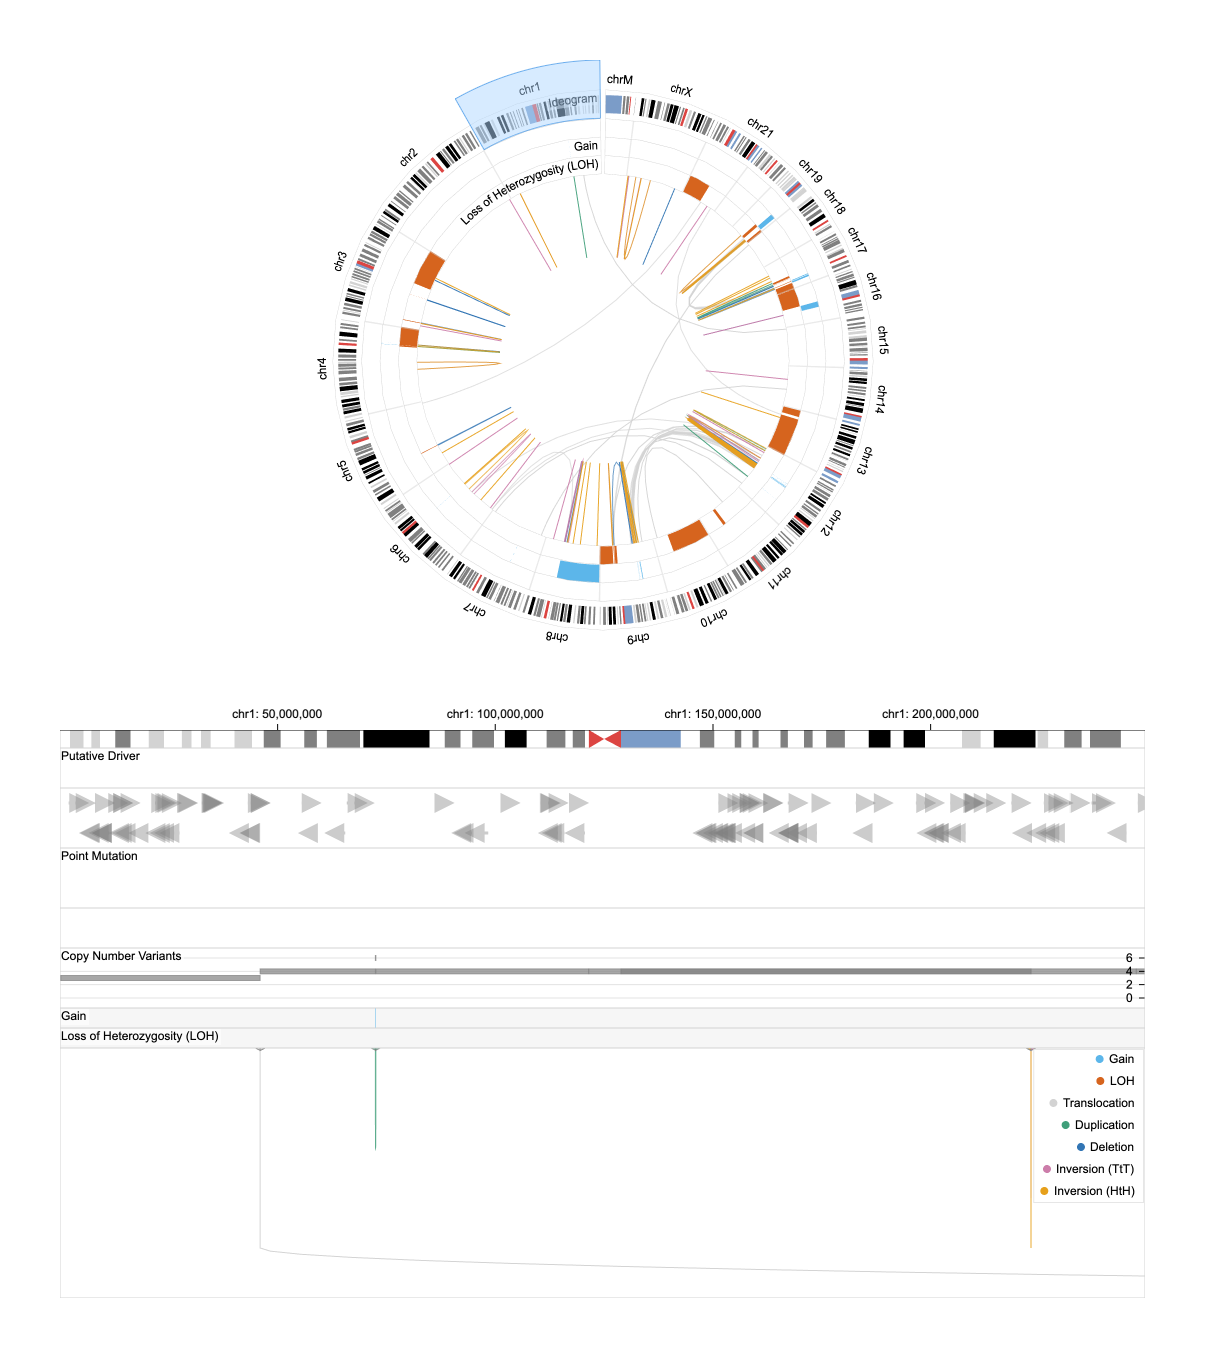 chrM
chrX
chr21
chr19
chr18
chr17
chr16
chr15
chr14
chr13
chr12
chr11
chr10
chr9
chr8
chr7
chr6
chr5
chr4
chr3
chr2
chr1
Ideogram
Gain
Loss of Heterozygosity (LOH)
chr1: 50,000,000 chr1: 100,000,000 chr1: 150,000,000 chr1: 200,000,000
Putative Driver
Point Mutation
Copy Number Variants
6
4
2
0
Gain
Loss of Heterozygosity (LOH)
Gain
LOH
Translocation
Duplication
Deletion
Inversion (TtT)
Inversion (HtH)